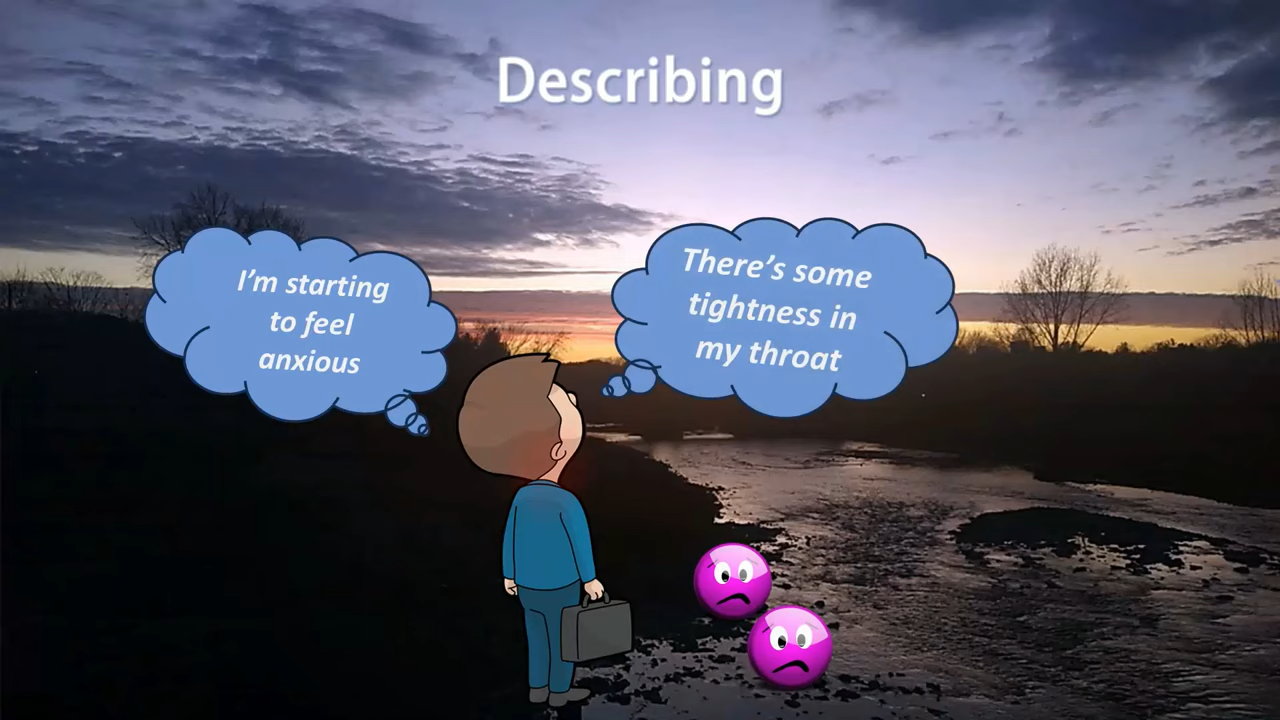 Describing
I’m starting
to feel
anxious
There’s some
tightness in
my throat